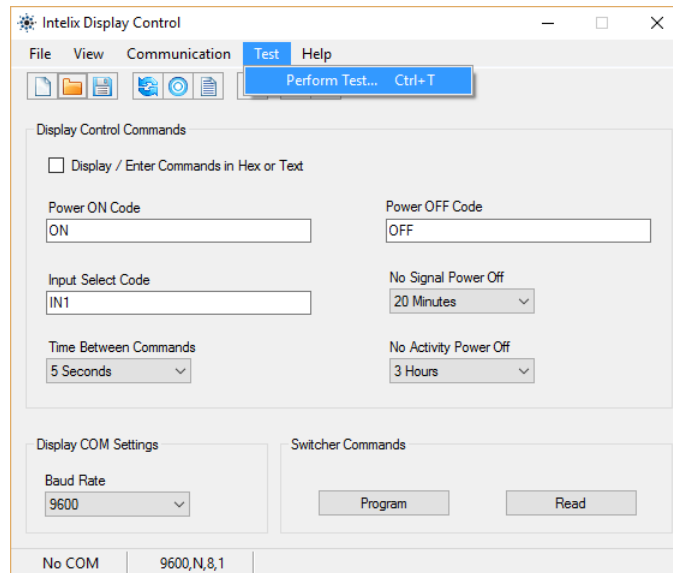 Intelix Display Control
File View Communication Test Help
Perform Test... Ctrl+T
Display Control Commands
Display / Enter Commands in Hex or Text
Power ON Code
Power OFF Code
ON
OFF
Input Select Code
No Signal Power Off
IN1
20 Minutes
Time Between Commands
No Activity Power Off
5 Seconds
3 Hours
Display COM Settings
Switcher Commands
Baud Rate
9600
Program
Read
No COM
9600,N,8,1